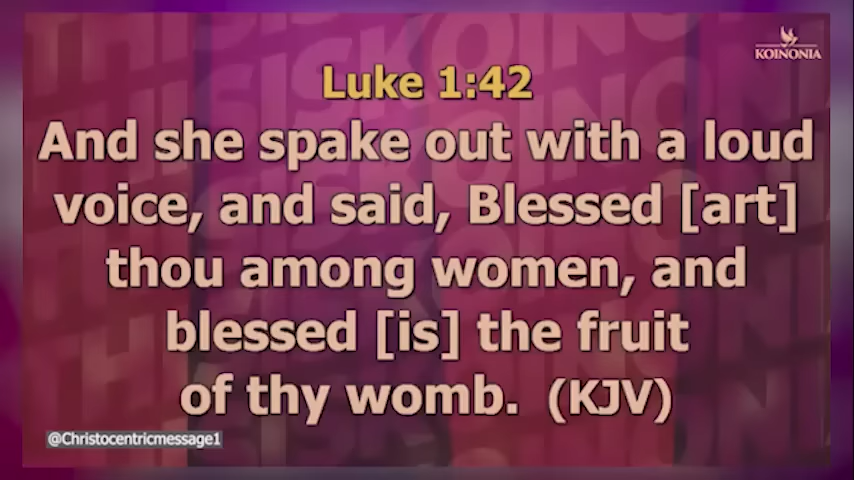 KOINONIA
Luke 1:42
And she spake out with a loud
voice, and said, Blessed [art]
thou among women, and
blessed [is] the fruit
of thy womb. (KJV)
@Christocentricmessage1